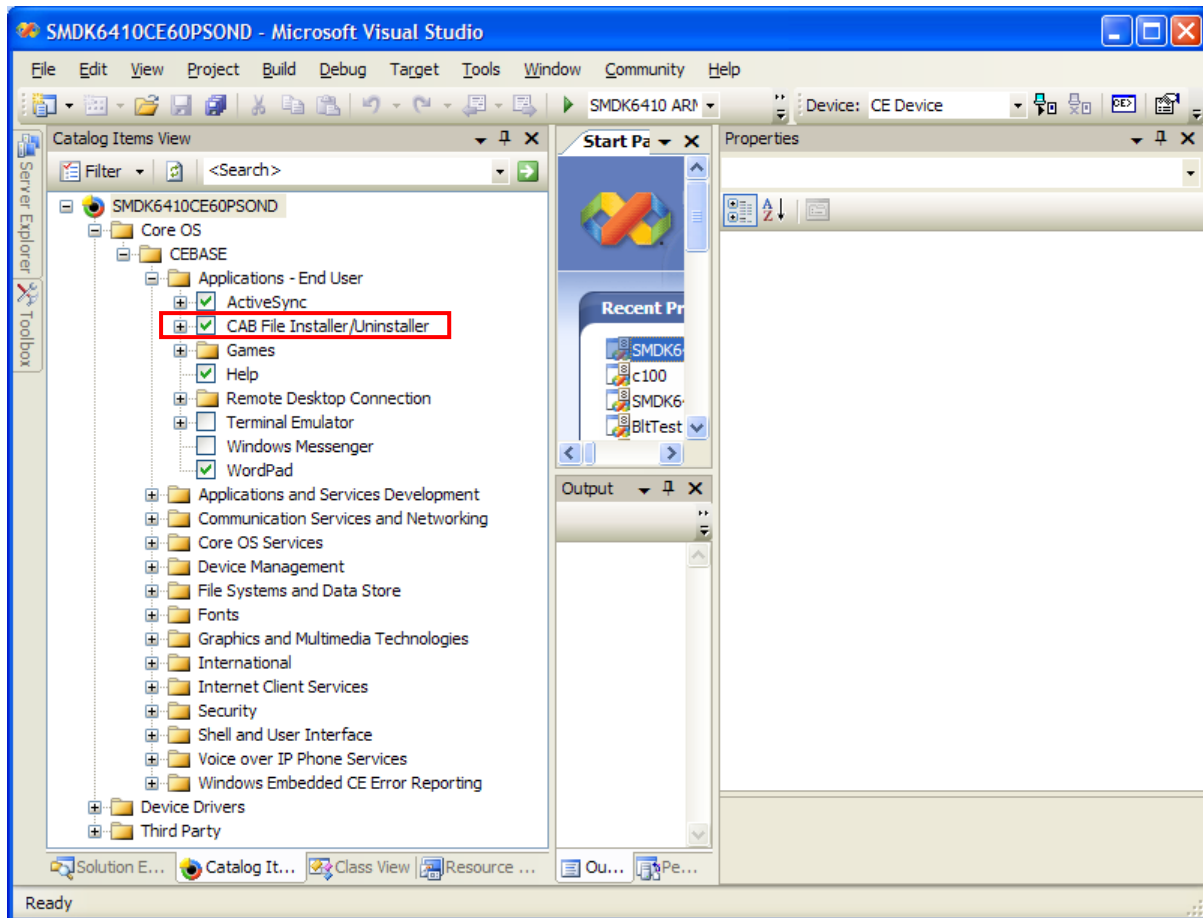 SMDK6410CE60PSOND - Microsoft Visual Studio
File Edit View Project Build Debug Target Tools Window Community Help
SMDK6410 ARM Device: CE Device CE>
Server Explorer
Toolbox
Catalog Items View
Filter <Search>
SMDK6410CE60PSOND
Core OS
CEBASE
Applications - End User
ActiveSync
CAB File Installer/Uninstaller
Games
Help
Remote Desktop Connection
Terminal Emulator
Windows Messenger
WordPad
Applications and Services Development
Communication Services and Networking
Core OS Services
Device Management
File Systems and Data Store
Fonts
Graphics and Multimedia Technologies
International
Internet Client Services
Security
Shell and User Interface
Voice over IP Phone Services
Windows Embedded CE Error Reporting
Device Drivers
Third Party
Solution E... Catalog It... Class View Resource ...
Start Pa
Recent Pr
SMDK6
c100
SMDK6
BltTest
Output
Ou... Pe...
Properties
Ready